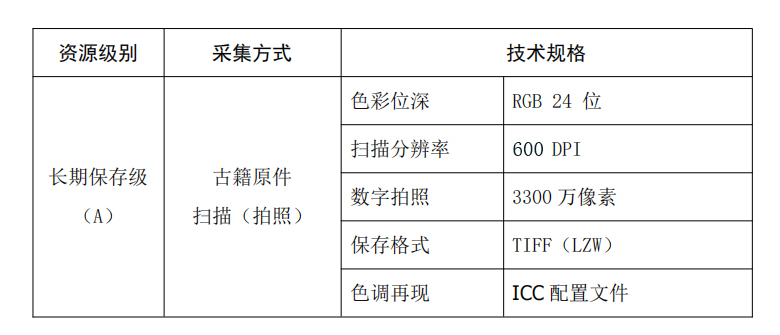 资源级别 采集方式 技术规格
长期保存级
（A）
古籍原件
扫描（拍照）
色彩位深 RGB 24 位
扫描分辨率 600 DPI
数字拍照 3300 万像素
保存格式 TIFF（LZW）
色调再现 ICC 配置文件